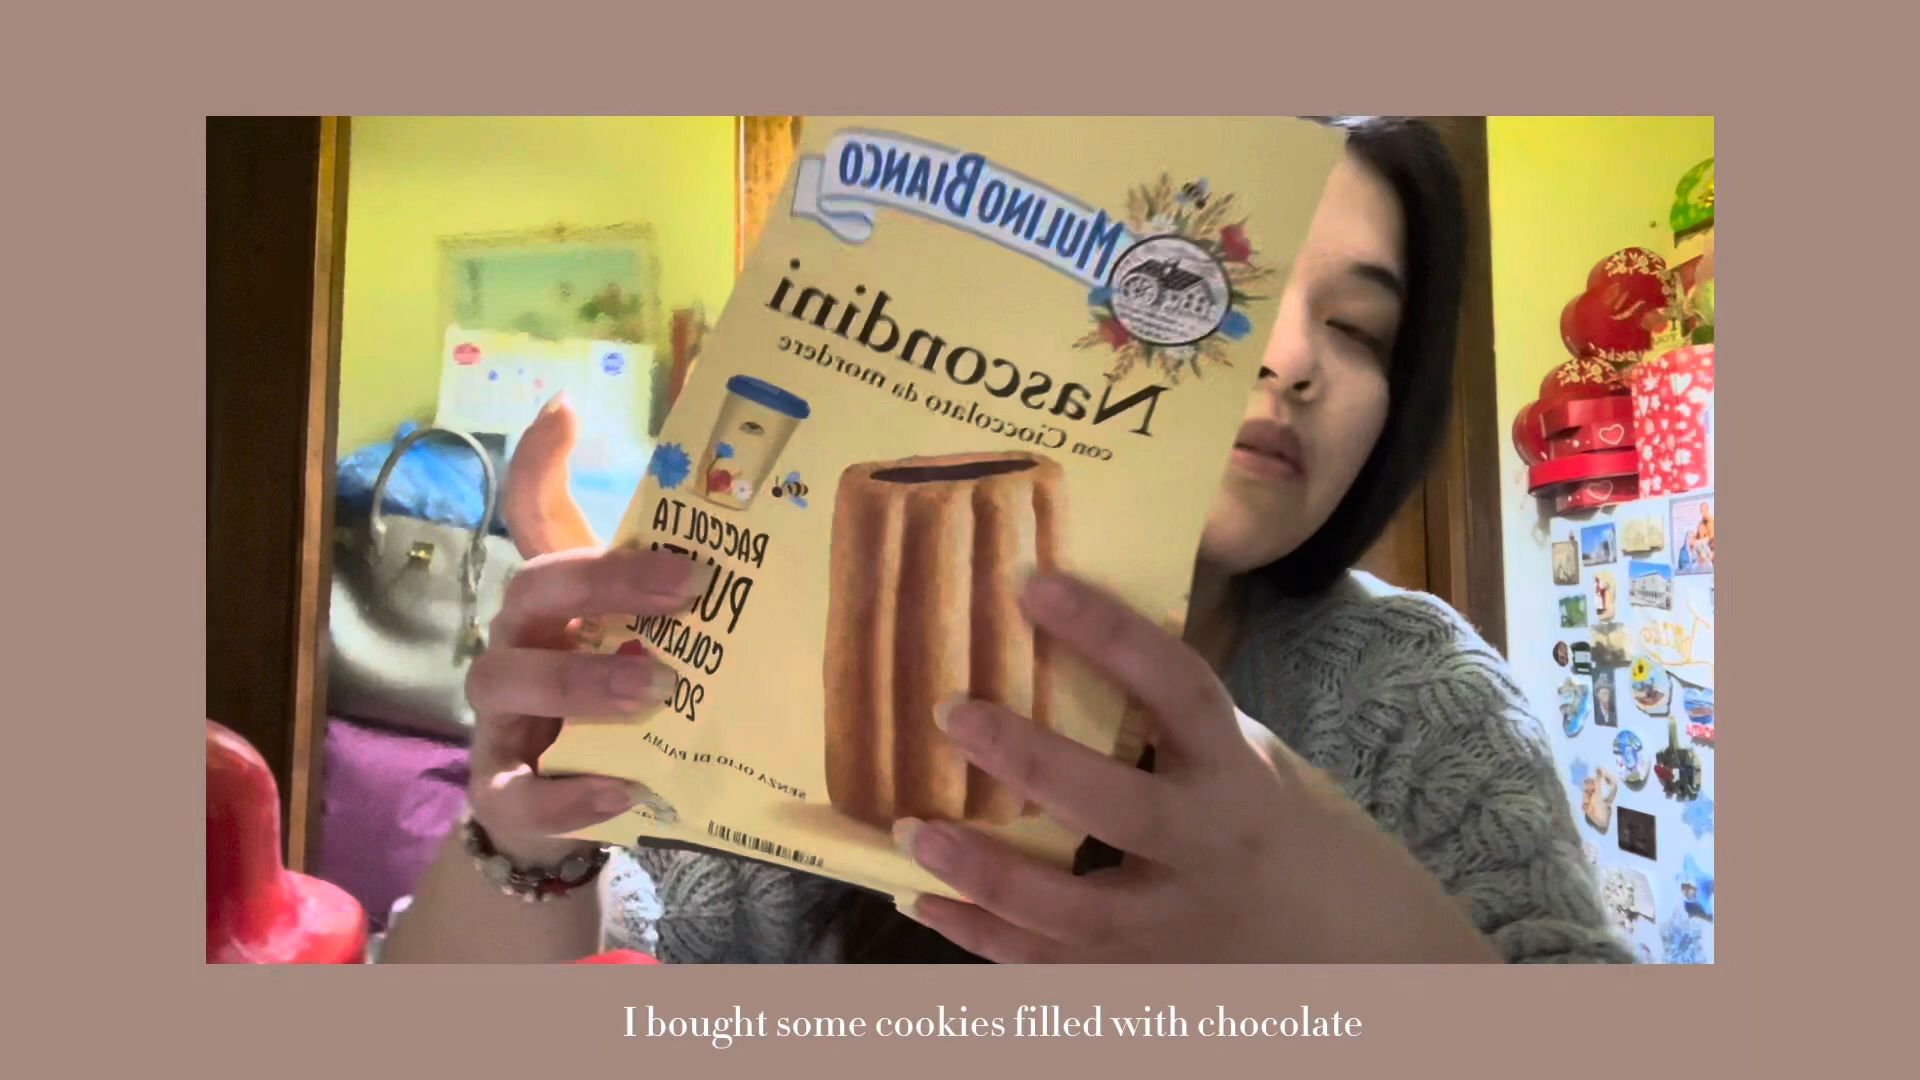 MULINO BIANCO
Nascondini
con Cioccolato da mordere
RACCOLTA
COLAZIONE
SENZA OLIO DI PALMA
I bought some cookies filled with chocolate